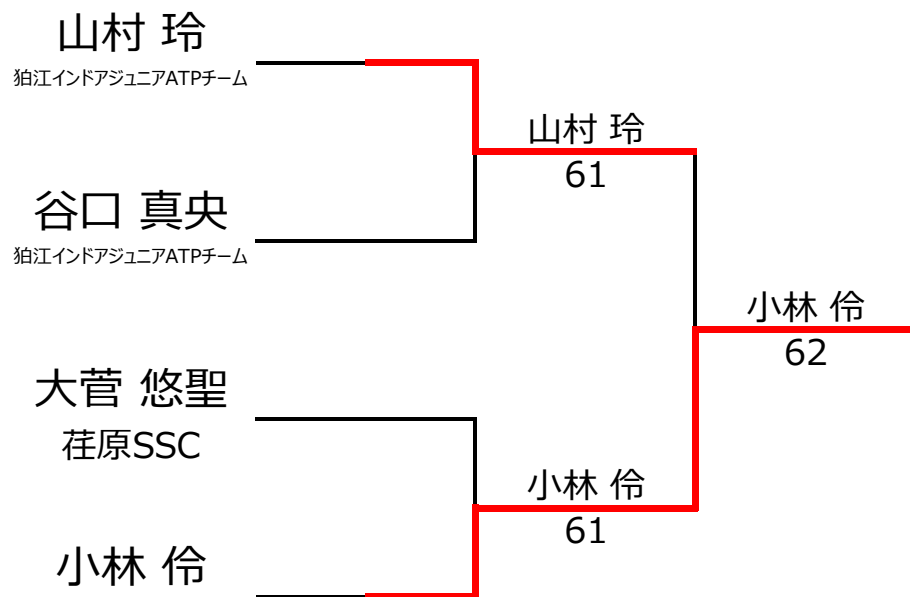 山村 玲
狛江インドアジュニアATPチーム
山村 玲
61
谷口 真央
狛江インドアジュニアATPチーム
小林 伶
62
大菅 悠聖
荏原SSC
小林 伶
61
小林 伶